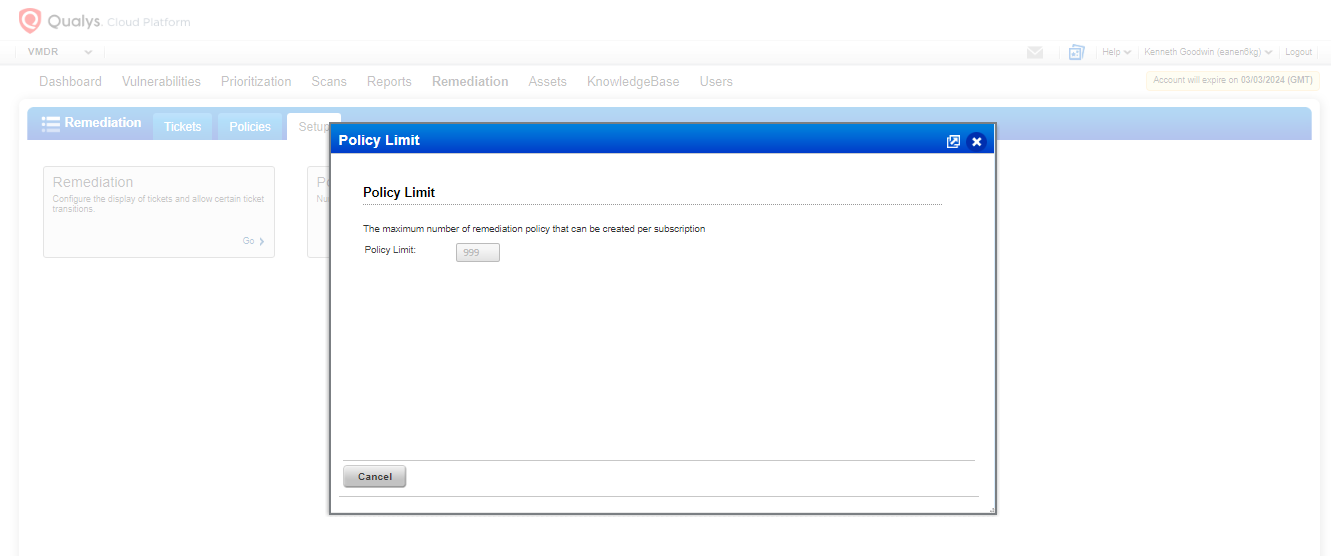 Qualys. Cloud Platform
VMDR
Help
Kenneth Goodwin (eanen6kg)
Logout
Dashboard Vulnerabilities Prioritization Scans Reports Remediation Assets KnowledgeBase Users
Account will expire on 03/03/2024 (GMT)
Remediation Tickets Policies Setup
Policy Limit
Remediation
Configure the display of tickets and allow certain ticket
transitions.
Go
Policy Limit
The maximum number of remediation policy that can be created per subscription
Policy Limit: 999
Cancel